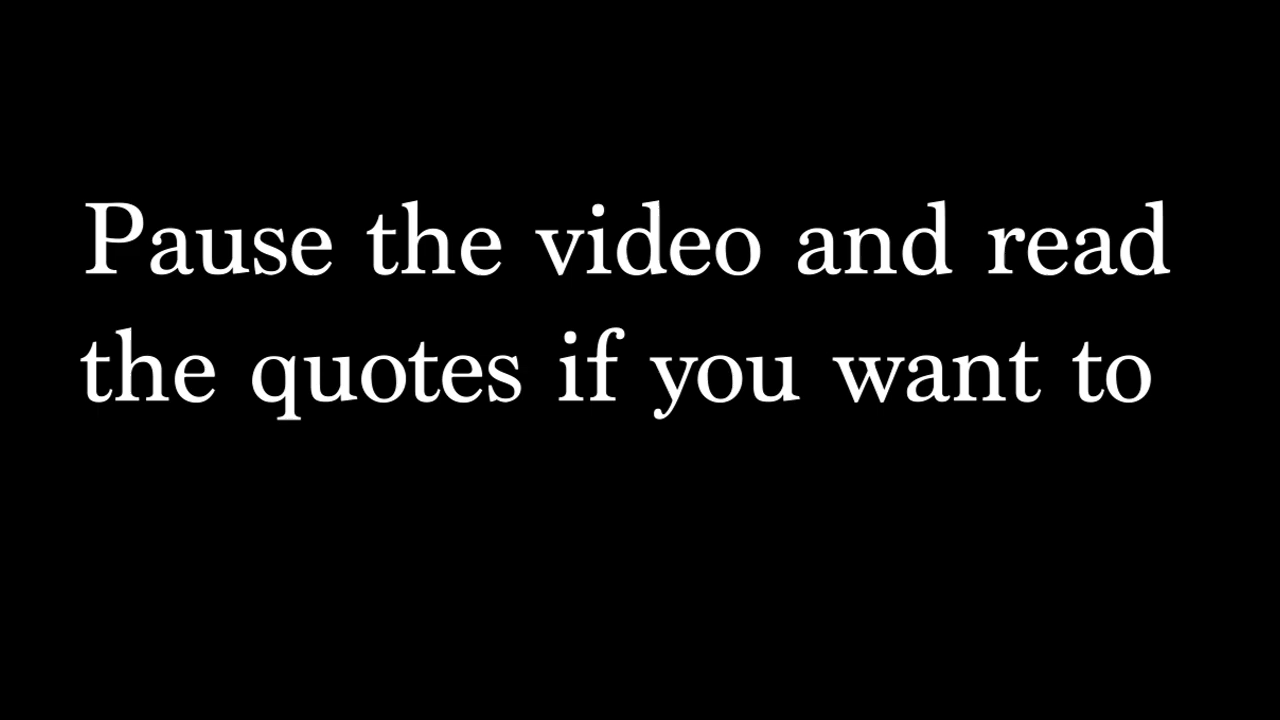 Pause the video and read
the quotes if you want to